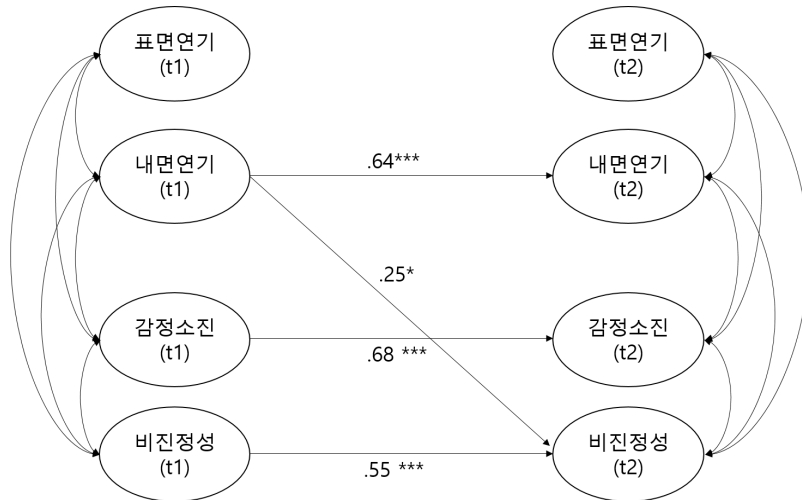 표면연기
(t1)
표면연기
(t2)
내면연기
(t1)
.64***
내면연기
(t2)
.25*
감정소진
(t1)
.68 ***
감정소진
(t2)
비진정성
(t1)
.55 ***
비진정성
(t2)